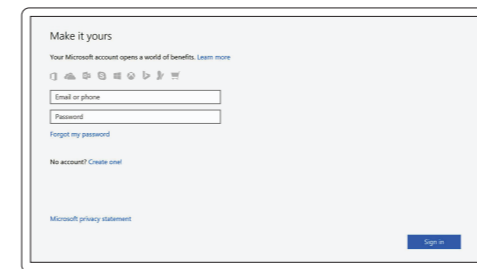 Make it yours
Your Microsoft account opens a world of benefits. Learn more
Email or phone
Password
Forgot my password
No account? Create one!
Microsoft privacy statement
Sign in